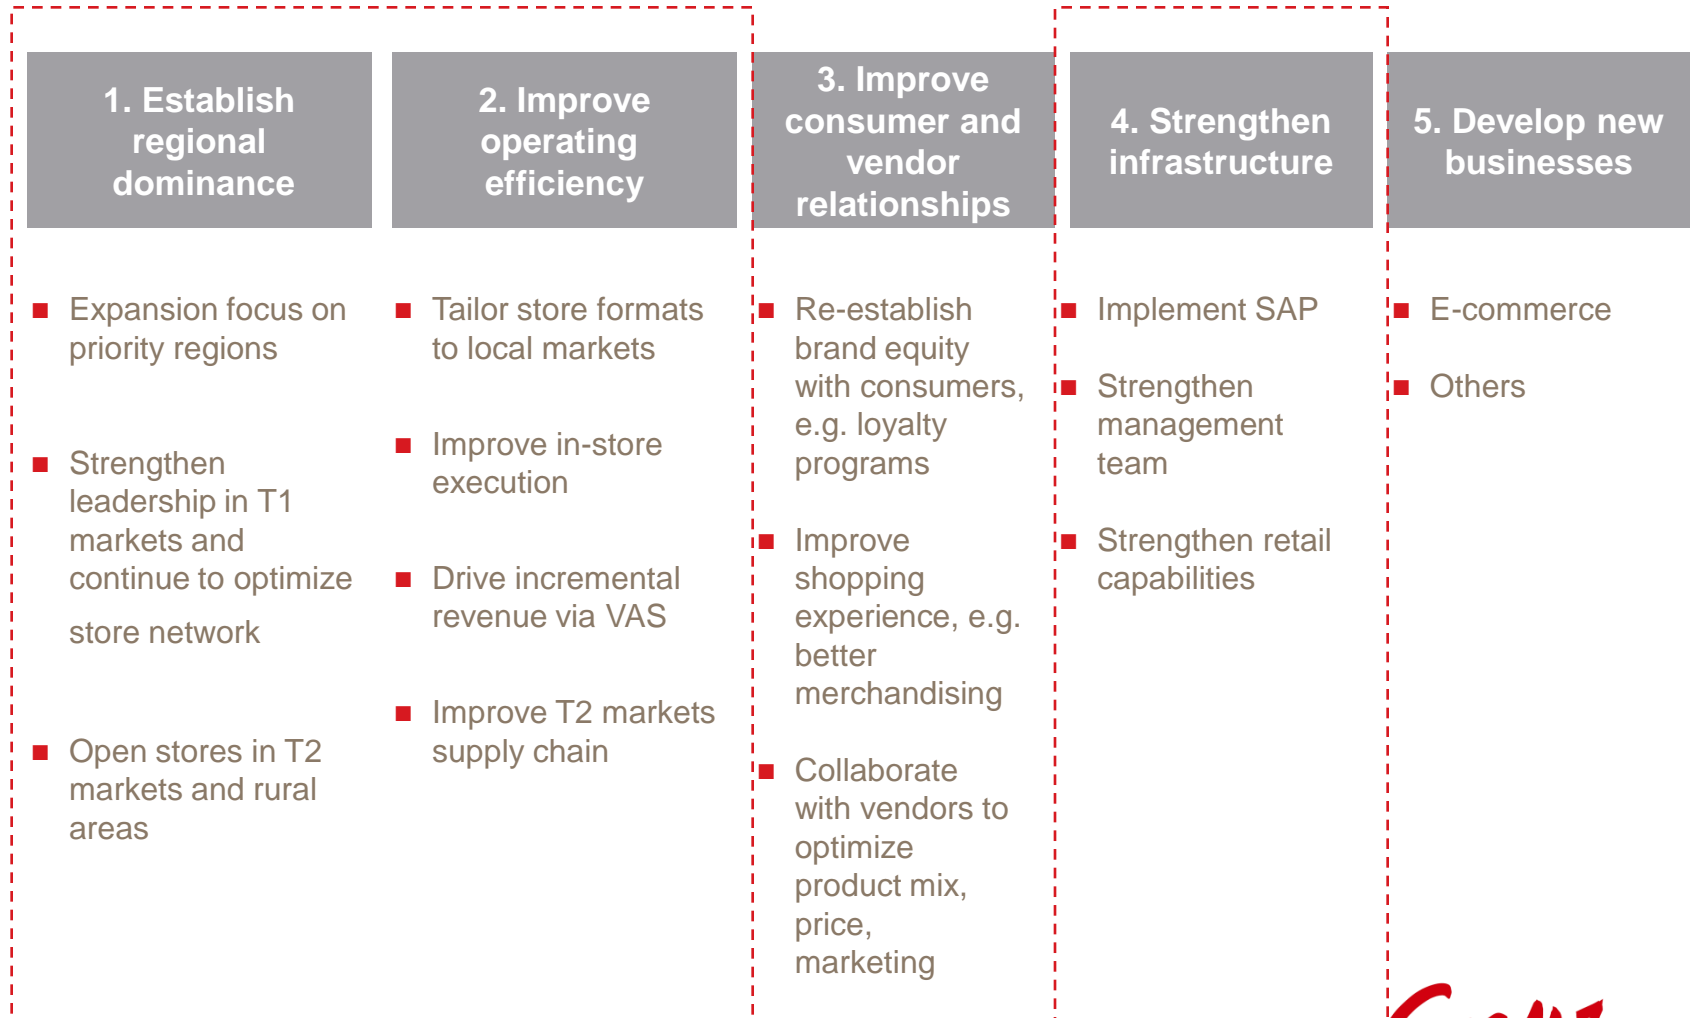 1. Establish
regional
dominance
2. Improve
operating
efficiency
3. Improve
consumer and
vendor
relationships
4. Strengthen
infrastructure
5. Develop new
businesses
Expansion focus on
priority regions
Strengthen
leadership in T1
markets and
continue to optimize
store network
Open stores in T2
markets and rural
areas
Tailor store formats
to local markets
Improve in-store
execution
Drive incremental
revenue via VAS
Improve T2 markets
supply chain
Re-establish
brand equity
with consumers,
e.g. loyalty
programs
Improve
shopping
experience, e.g.
better
merchandising
Collaborate
with vendors to
optimize
product mix,
price,
marketing
Implement SAP
Strengthen
management
team
Strengthen retail
capabilities
E-commerce
Others